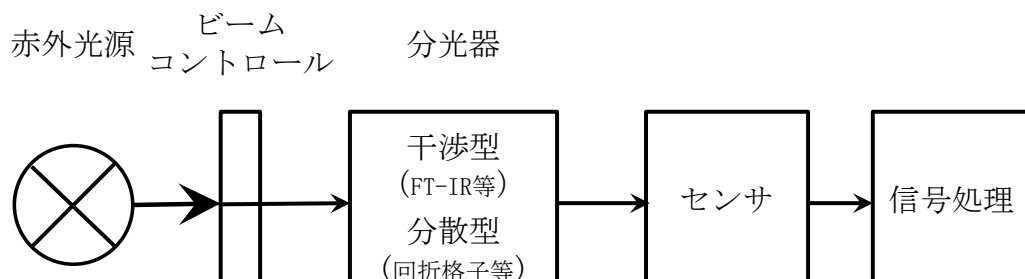 赤外光源
ビーム
コントロール
分光器
干渉型
(FT-IR等)
分散型
(回折格子等)
センサ
信号処理